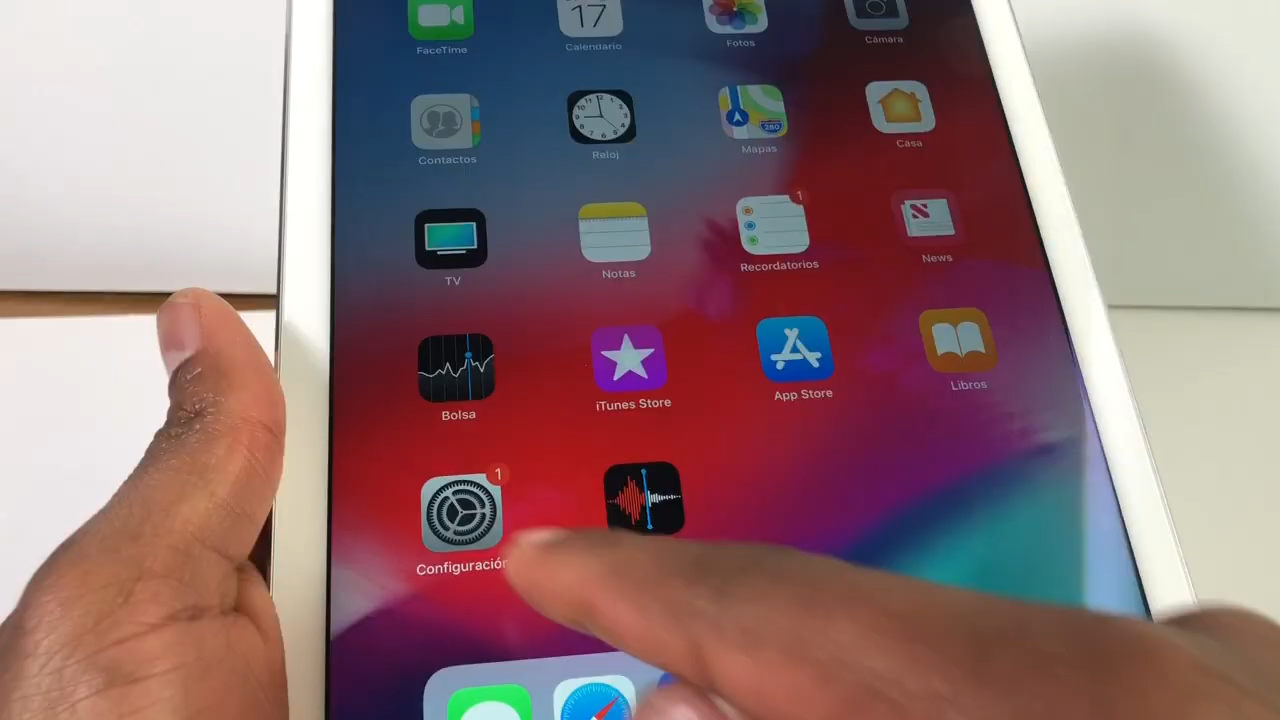 FaceTime
17
Calendario
Fotos
Cámara
Contactos
Reloj
280
Mapas
Casa
TV
Notas
1
Recordatorios
News
Bolsa
iTunes Store
App Store
Libros
1
Configuración